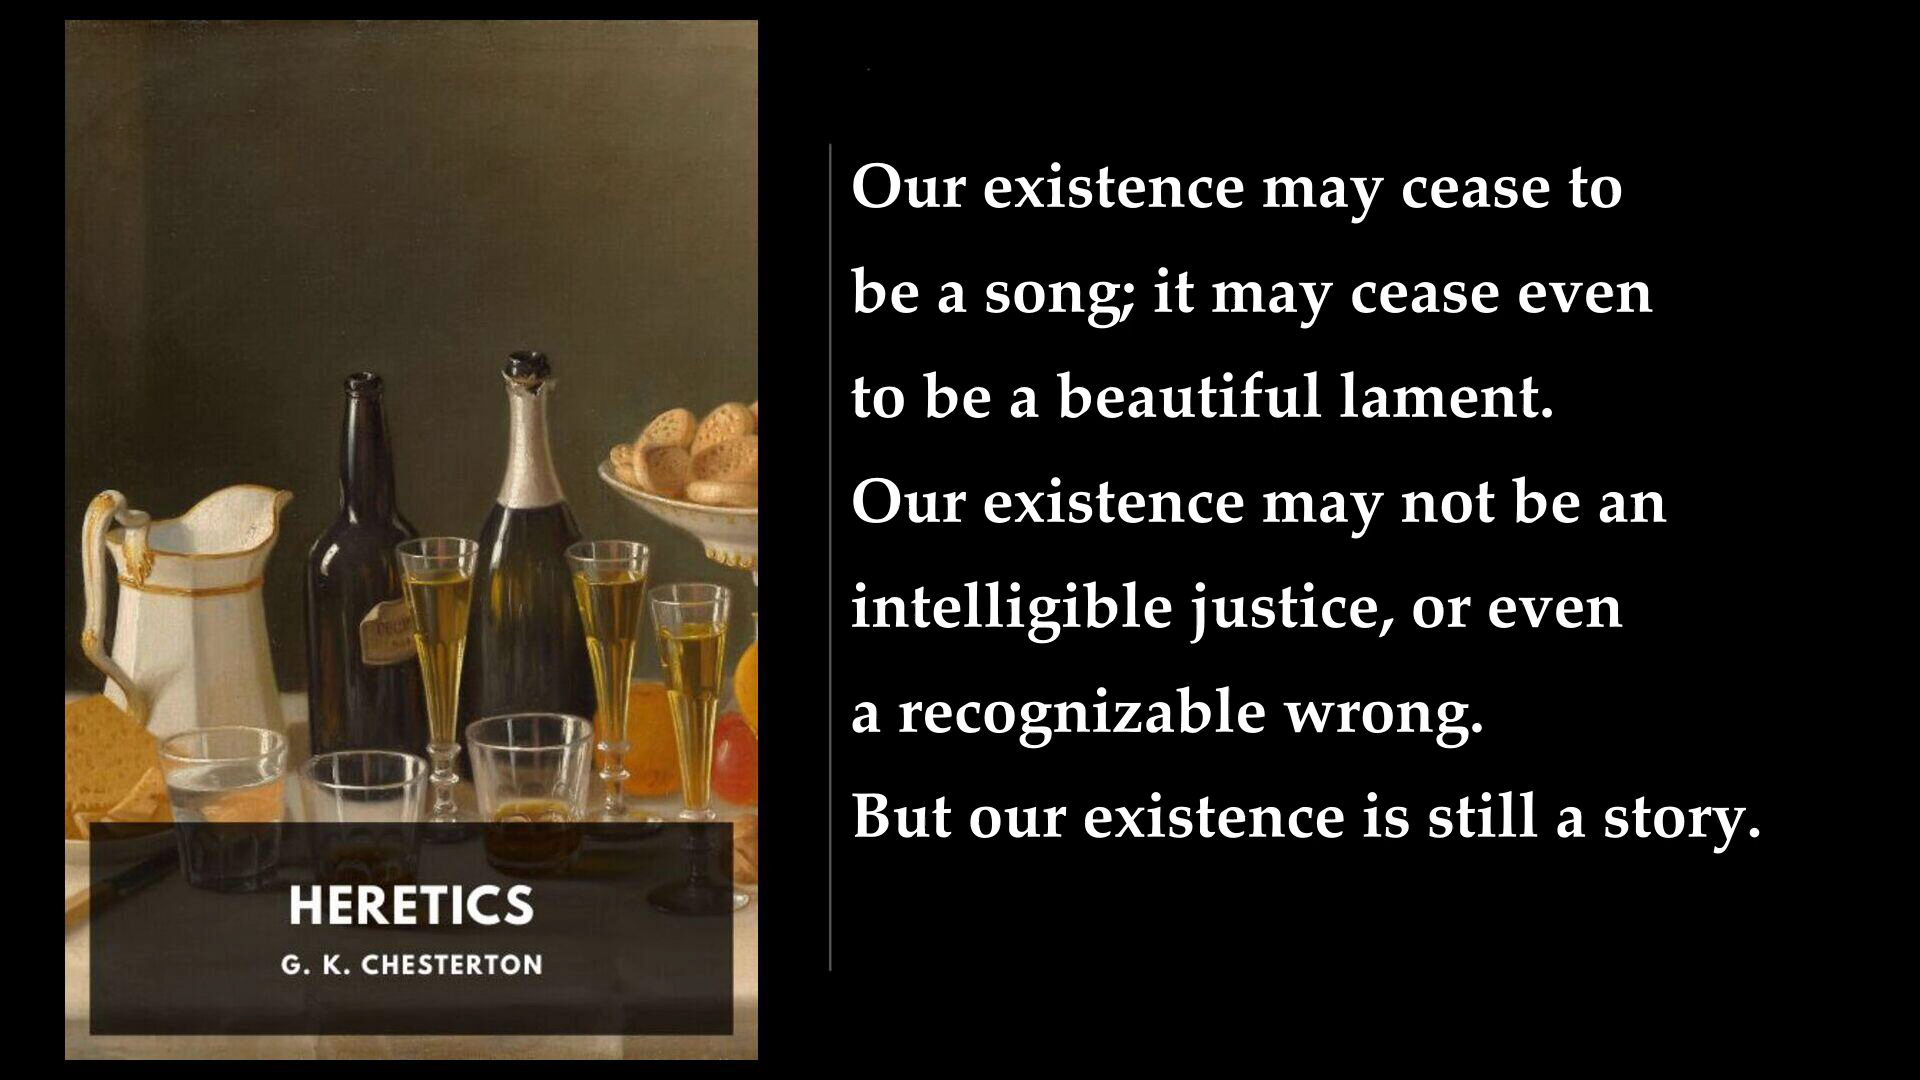 Our existence may cease to
be a song; it may cease even
to be a beautiful lament.
Our existence may not be an
intelligible justice, or even
a recognizable wrong.
But our existence is still a story.
HERETICS
G. K. CHESTERTON